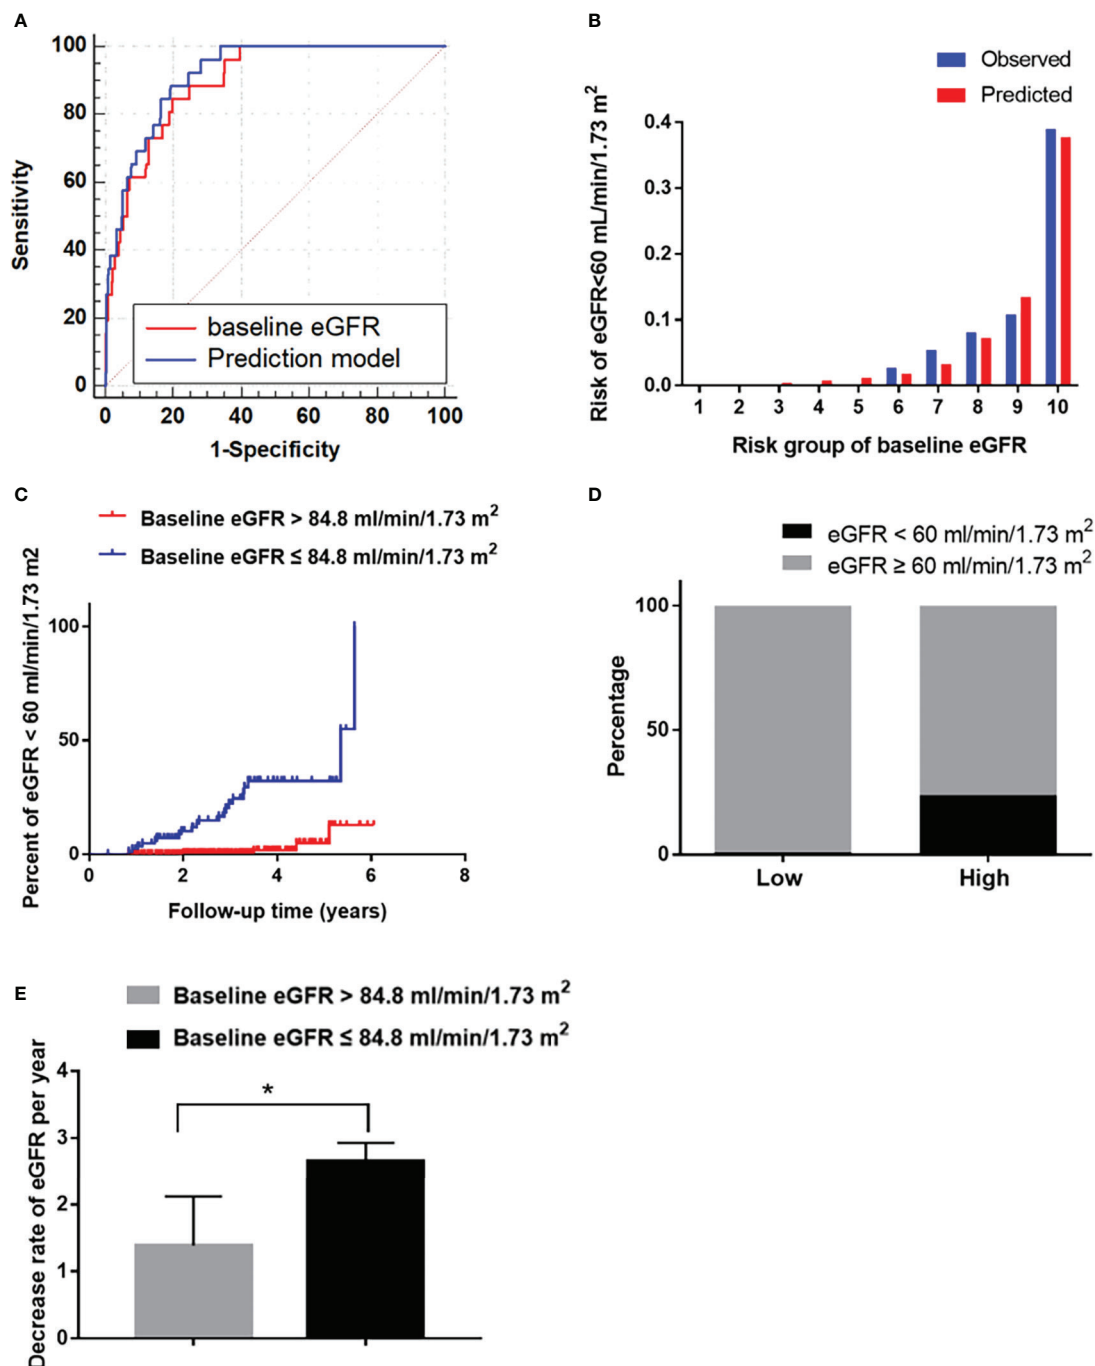 A
100
80
60
40
20
0
Sensitivity
baseline eGFR
Prediction model
0 20 40 60 80 100
1-Specificity
B
Observed
Predicted
Risk of eGFR<60 mL/min/1.73 m²
0.4
0.3
0.2
0.1
0.0
1 2 3 4 5 6 7 8 9 10
Risk group of baseline eGFR
C
Baseline eGFR > 84.8 ml/min/1.73 m²
Baseline eGFR ≤ 84.8 ml/min/1.73 m²
Percent of eGFR < 60 ml/min/1.73 m2
100
50
0
0 2 4 6 8
Follow-up time (years)
D
eGFR < 60 ml/min/1.73 m²
eGFR ≥ 60 ml/min/1.73 m²
Percentage
100
50
0
Low High
E
Baseline eGFR > 84.8 ml/min/1.73 m²
Baseline eGFR ≤ 84.8 ml/min/1.73 m²
Decrease rate of eGFR per year
4
3
2
1
0
*